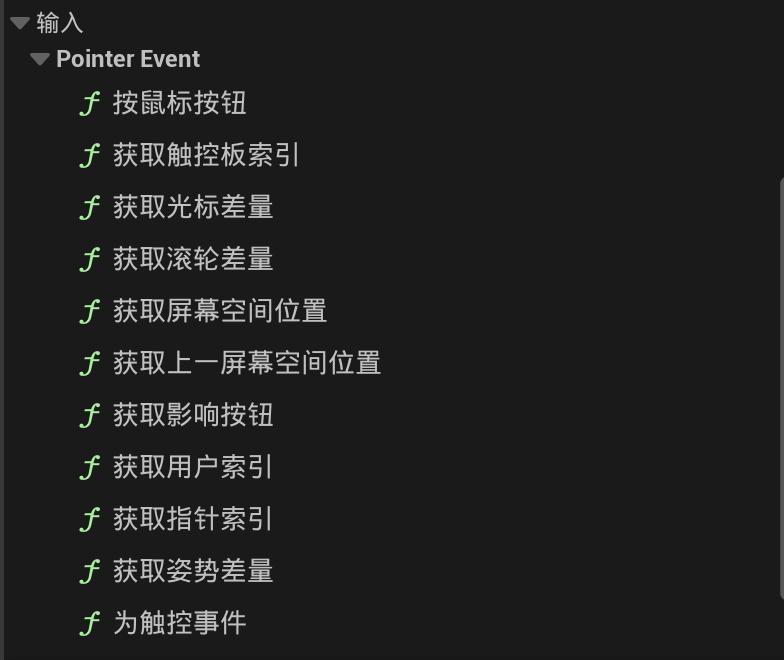 输入
Pointer Event
按鼠标按钮
获取触控板索引
获取光标差量
获取滚轮差量
获取屏幕空间位置
获取上一屏幕空间位置
获取影响按钮
获取用户索引
获取指针索引
获取姿势差量
为触控事件